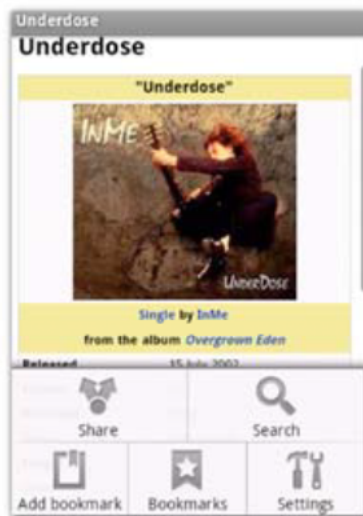 Underdose
Underdose
"Underdose"
INME
UNDERDOSE
Single by InMe
from the album Overgrown Eden
Released 15 July 2002
Share Search
Add bookmark Bookmarks Settings